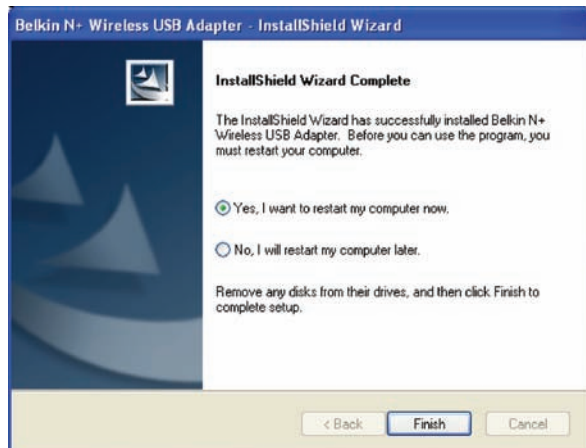 Belkin N+ Wireless USB Adapter - InstallShield Wizard
InstallShield Wizard Complete
The InstallShield Wizard has successfully installed Belkin N+
Wireless USB Adapter. Before you can use the program, you
must restart your computer.
Yes, I want to restart my computer now.
No, I will restart my computer later.
Remove any disks from their drives, and then click Finish to
complete setup.
< Back Finish Cancel